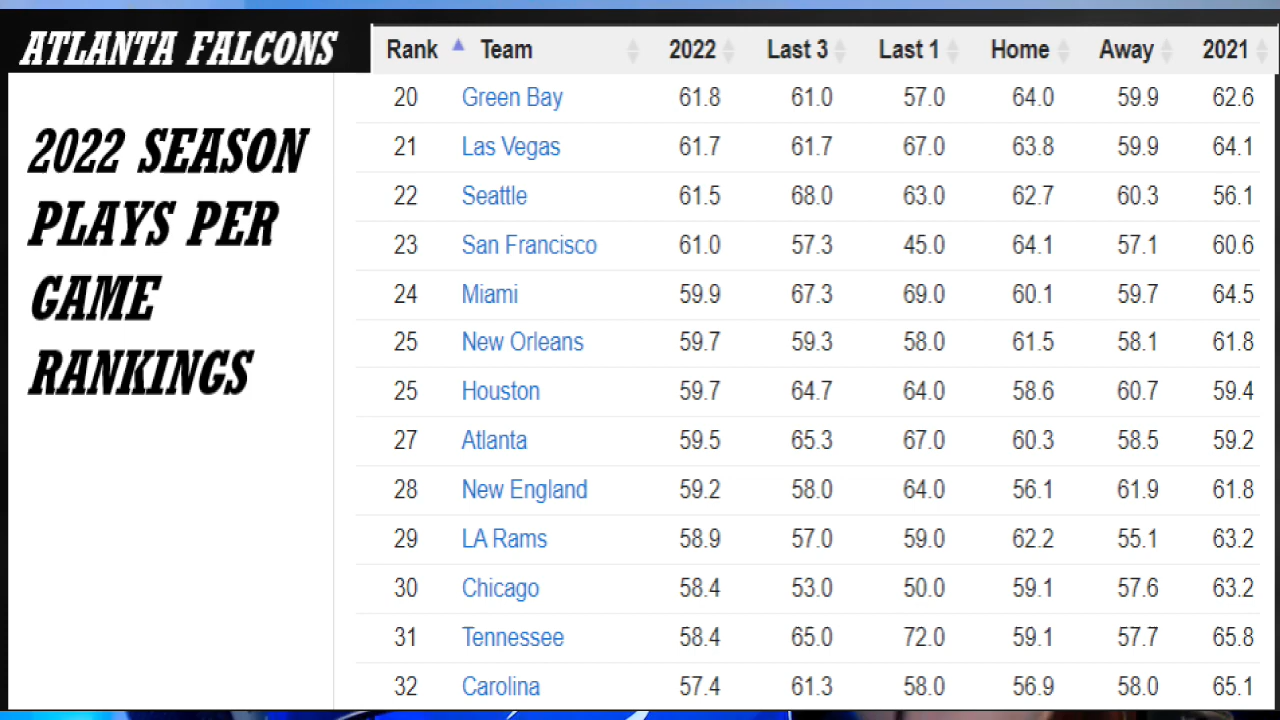 ATLANTA FALCONS
2022 SEASON
PLAYS PER
GAME
RANKINGS
Rank Team 2022 Last 3 Last 1 Home Away 2021
20 Green Bay 61.8 61.0 57.0 64.0 59.9 62.6
21 Las Vegas 61.7 61.7 67.0 63.8 59.9 64.1
22 Seattle 61.5 68.0 63.0 62.7 60.3 56.1
23 San Francisco 61.0 57.3 45.0 64.1 57.1 60.6
24 Miami 59.9 67.3 69.0 60.1 59.7 64.5
25 New Orleans 59.7 59.3 58.0 61.5 58.1 61.8
25 Houston 59.7 64.7 64.0 58.6 60.7 59.4
27 Atlanta 59.5 65.3 67.0 60.3 58.5 59.2
28 New England 59.2 58.0 64.0 56.1 61.9 61.8
29 LA Rams 58.9 57.0 59.0 62.2 55.1 63.2
30 Chicago 58.4 53.0 50.0 59.1 57.6 63.2
31 Tennessee 58.4 65.0 72.0 59.1 57.7 65.8
32 Carolina 57.4 61.3 58.0 56.9 58.0 65.1